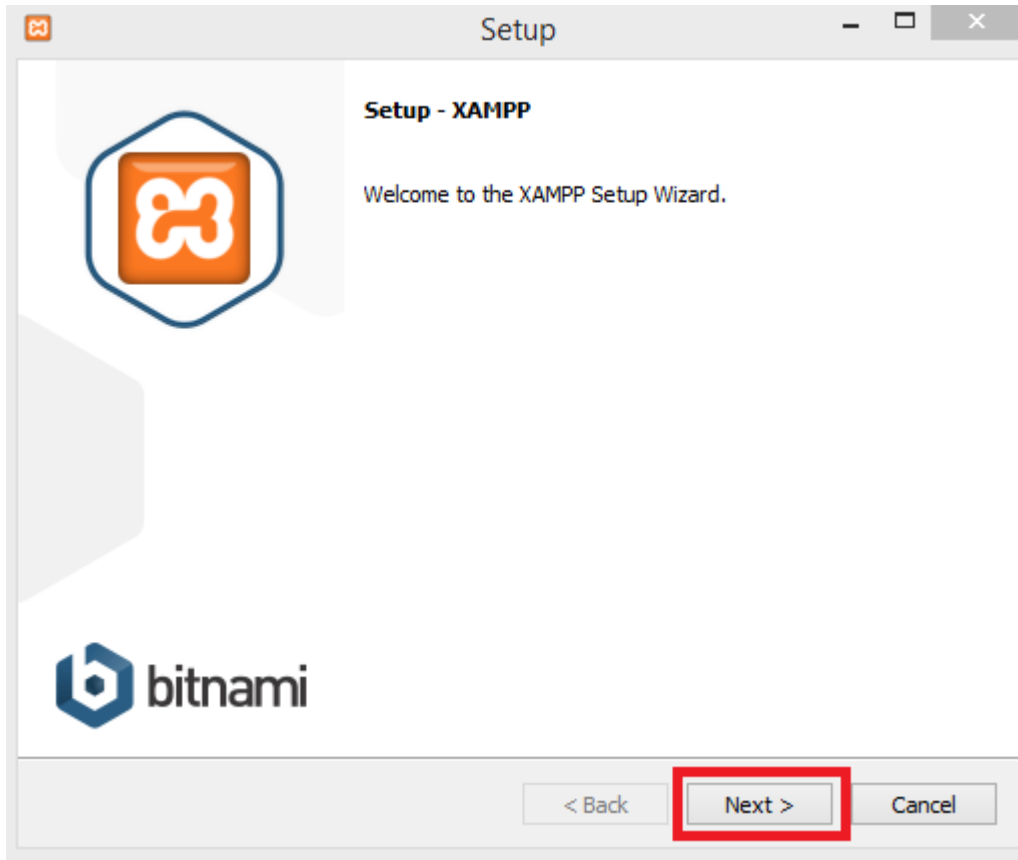 Setup
Setup - XAMPP
Welcome to the XAMPP Setup Wizard.
bitnami
< Back Next > Cancel